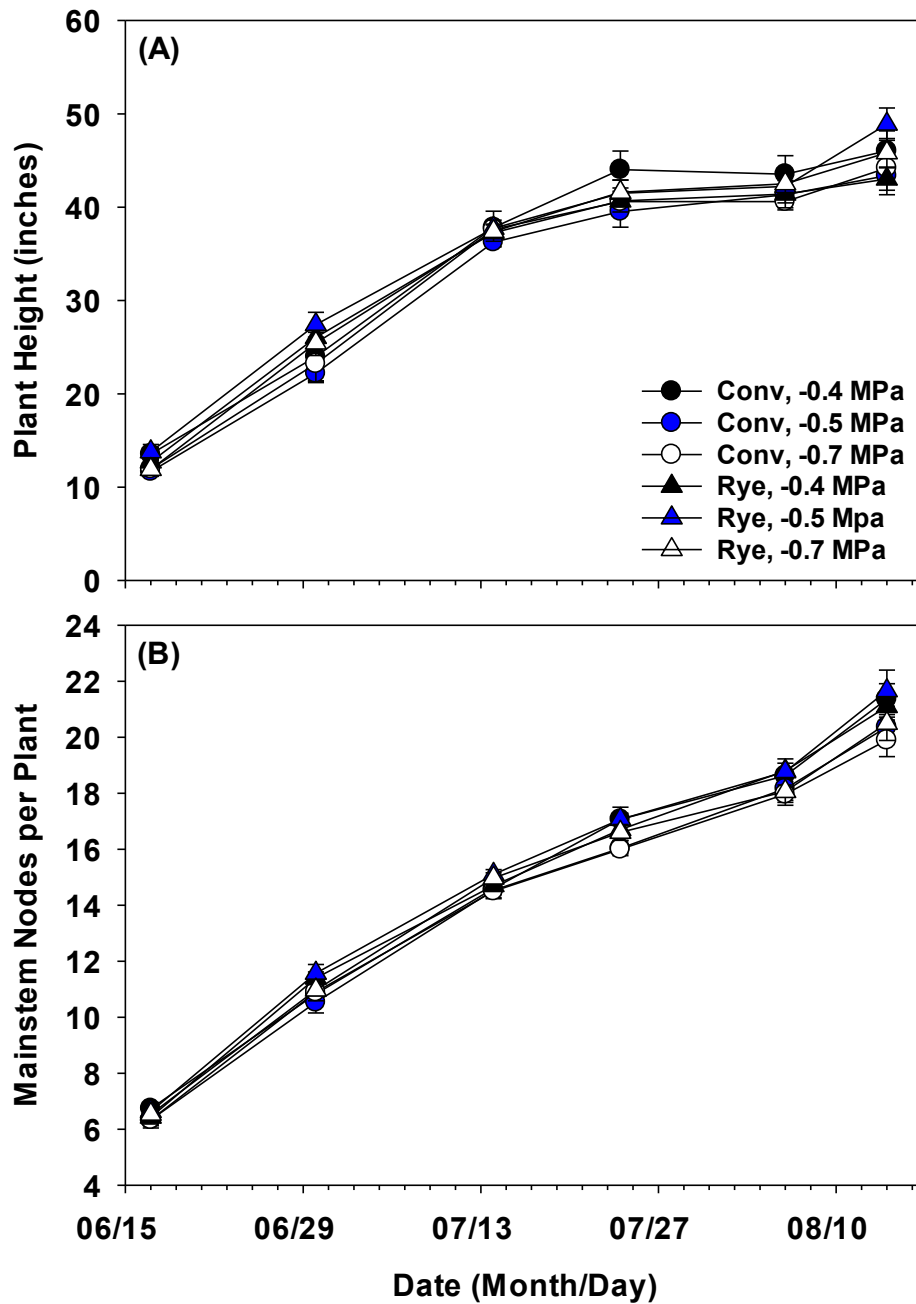 60
(A)
50
40
30
20
10
0
Plant Height (inches)
Conv, -0.4 MPa
Conv, -0.5 MPa
Conv, -0.7 MPa
Rye, -0.4 MPa
Rye, -0.5 Mpa
Rye, -0.7 MPa
24
(B)
22
20
18
16
14
12
10
8
6
4
Mainstem Nodes per Plant
06/15 06/29 07/13 07/27 08/10
Date (Month/Day)